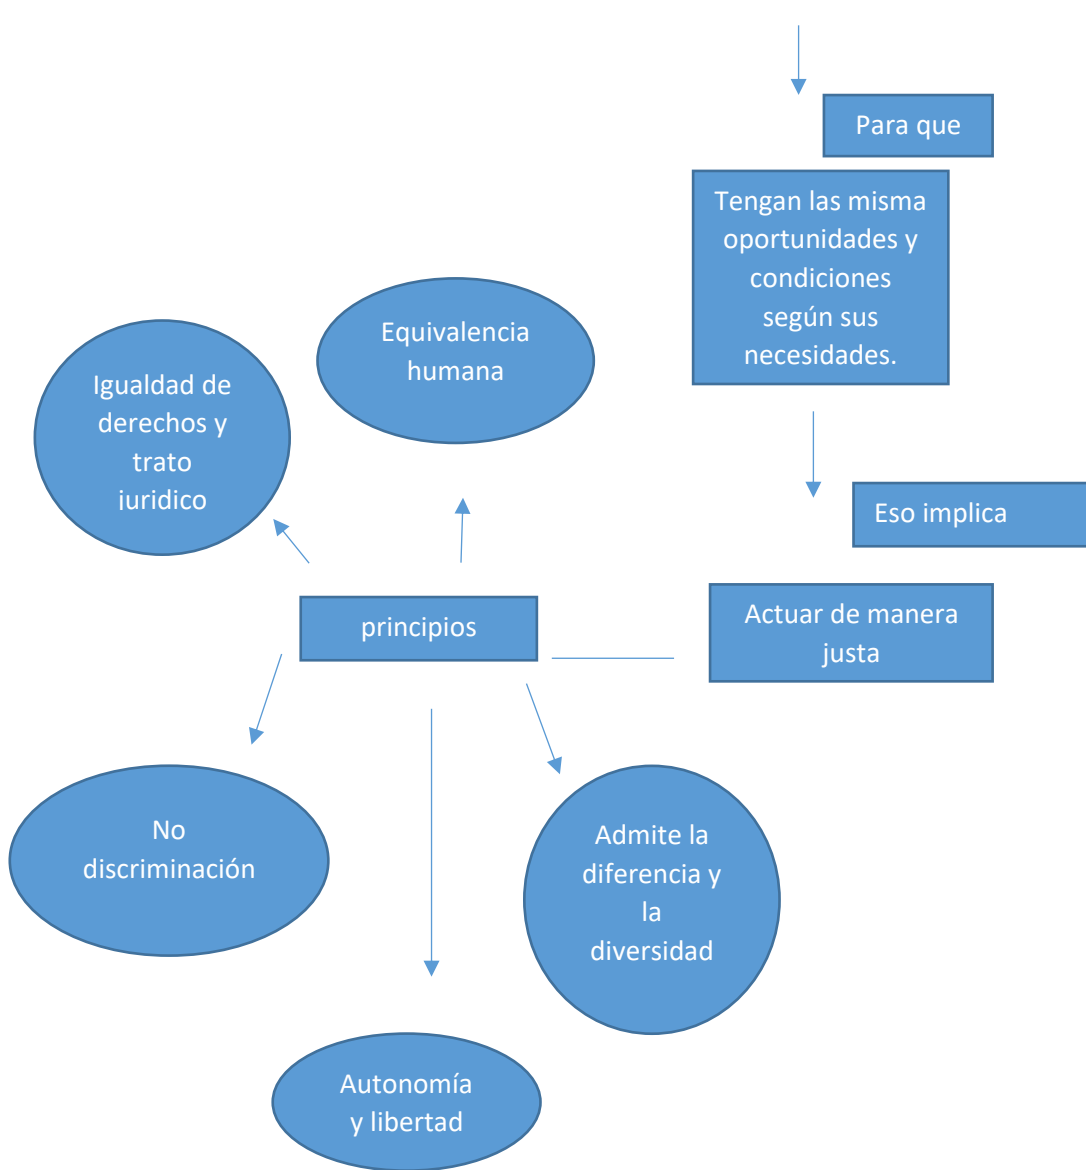 Para que
Tengan las misma
oportunidades y
condiciones
según sus
necesidades.
Equivalencia
humana
Igualdad de
derechos y
trato
iuridico
Eso implica
Actuar de manera
justa
principios
No
discriminación
Admite la
diferencia y
la
diversidad
Autonomía
y libertad